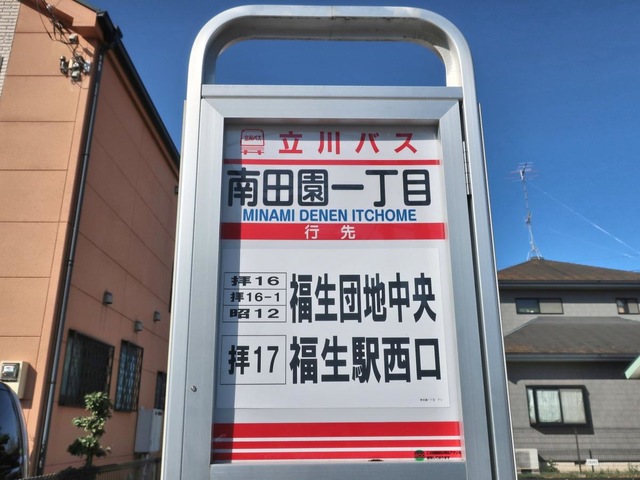 立川バス
南田園一丁目
MINAMI DENEN ITCHOME
行先
拝16
拝16-1
昭12
福生団地中央
拝17
福生駅西口